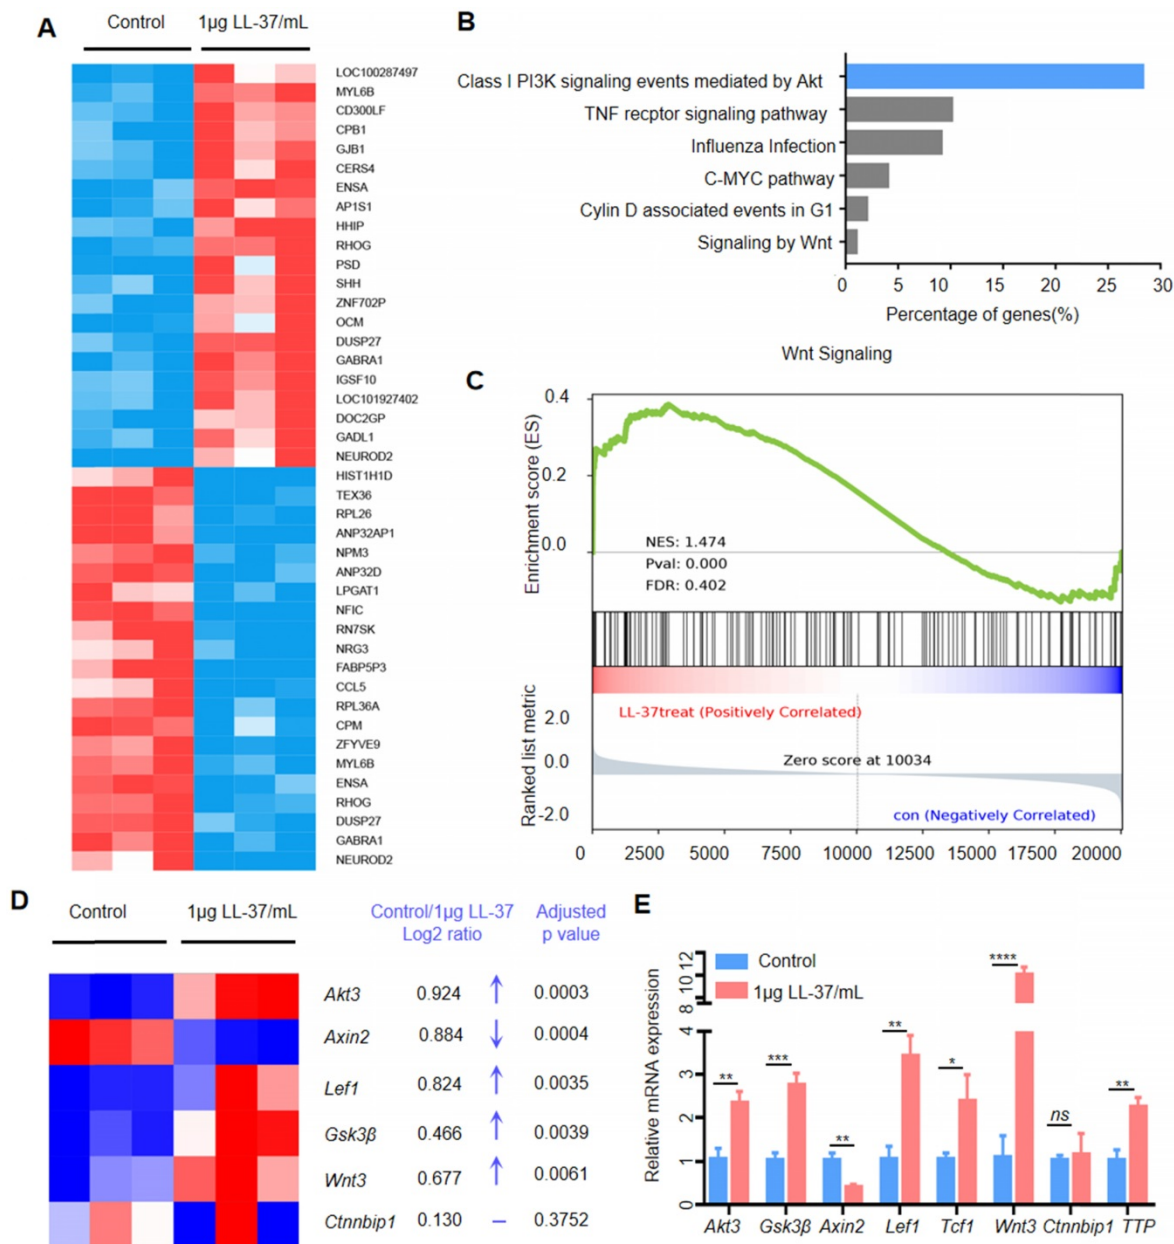 A
Control
1µg LL-37/mL
LOC100287497
MYL6B
CD300LF
CPB1
GJB1
CERS4
ENSA
AP1S1
HHIP
RHOG
PSD
SHH
ZNF702P
OCM
DUSP27
GABRA1
IGSF10
LOC101927402
DOC2GP
GADL1
NEUROD2
HIST1H1D
TEX36
RPL26
ANP32AP1
NPM3
ANP32D
LPGAT1
NFIC
RN7SK
NRG3
FABP5P3
CCL5
RPL36A
CPM
ZFYVE9
MYL6B
ENSA
RHOG
DUSP27
GABRA1
NEUROD2
B
Class I PI3K signaling events mediated by Akt
TNF recptor signaling pathway
Influenza Infection
C-MYC pathway
Cylin D associated events in G1
Signaling by Wnt
0 5 10 15 20 25 30
Percentage of genes(%)
C
Wnt Signaling
Enrichment score (ES)
0.4
0.2
0.0
NES: 1.474
Pval: 0.000
FDR: 0.402
Ranked list metric
2.0
0.0
-2.0
LL-37treat (Positively Correlated)
Zero score at 10034
con (Negatively Correlated)
0 2500 5000 7500 10000 12500 15000 17500 20000
D
Control
1µg LL-37/mL
Control/1µg LL-37 Adjusted
Log2 ratio p value
Akt3 0.924 ↑ 0.0003
Axin2 0.884 ↓ 0.0004
Lef1 0.824 ↑ 0.0035
Gsk3β 0.466 ↑ 0.0039
Wnt3 0.677 ↑ 0.0061
Ctnnbip1 0.130 – 0.3752
E
Relative mRNA expression
12
10
8
4
3
2
1
0
Control
1µg LL-37/mL
** *** ** ** * **** ns **
Akt3 Gsk3β Axin2 Lef1 Tcf1 Wnt3 Ctnnbip1 TTP